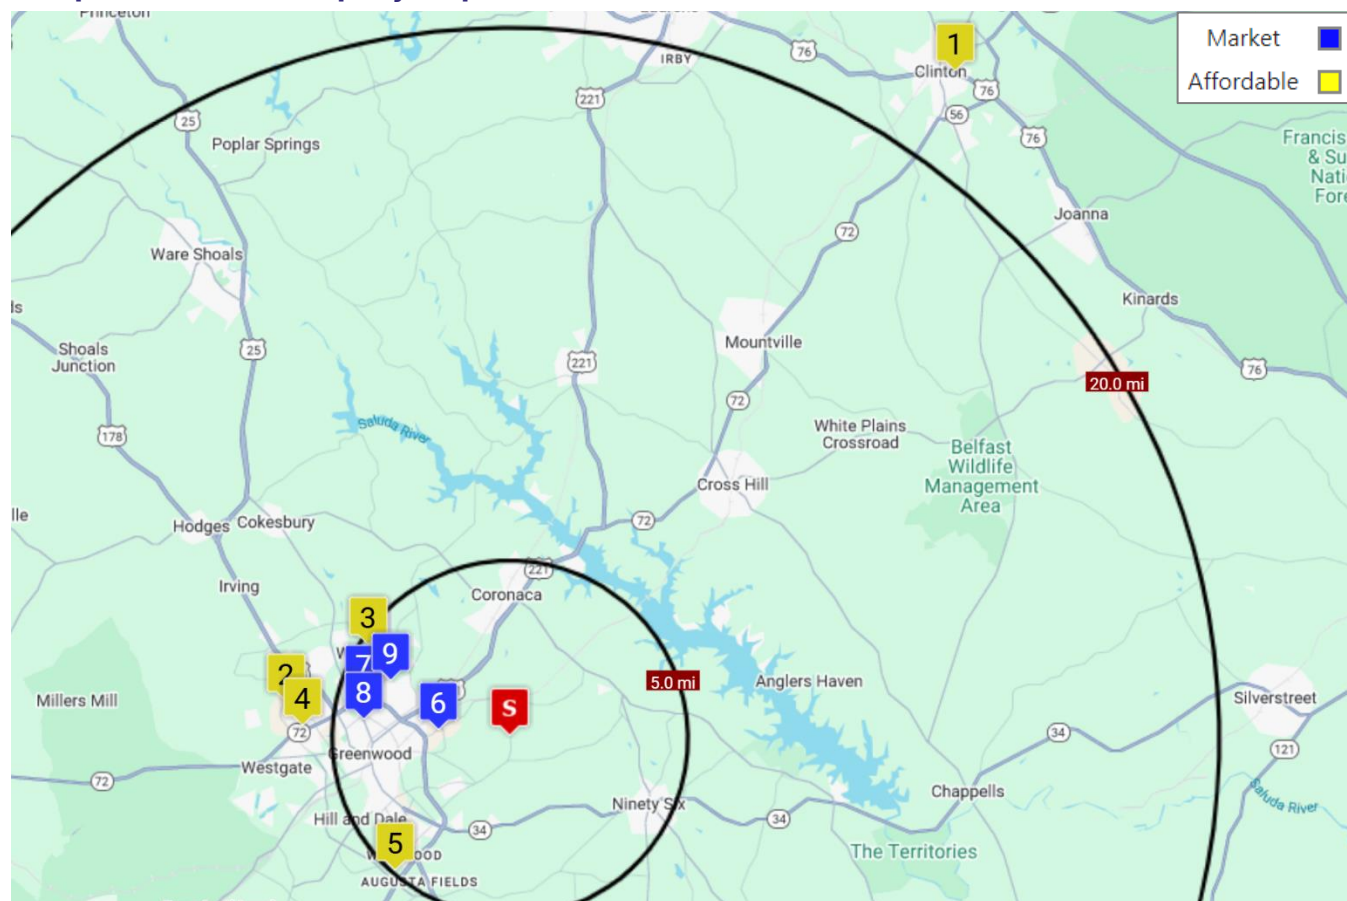 Princeton
IRBY
76
1
Clinton
Market
Affordable
221
76
56
25
76
Poplar Springs
Francis
& Su
Nati
Fore
Joanna
72
Ware Shoals
Kinards
ls
Shoals
Junction
25
221
Mountville
76
20.0 mi
72
178
Saluda River
White Plains
Crossroad
Belfast
Wildlife
Management
Area
Cross Hill
lle
Hodges
Cokesbury
72
221
Irving
Coronaca
3
W
7
9
2
4
8
6
S
5.0 mi
Anglers Haven
Millers Mill
Silverstreet
72
Greenwood
34
121
Westgate
72
Chappells
Saluda River
Ninety Six
Hill and Dale
34
34
5
The Territories
AUGUSTA FIELDS